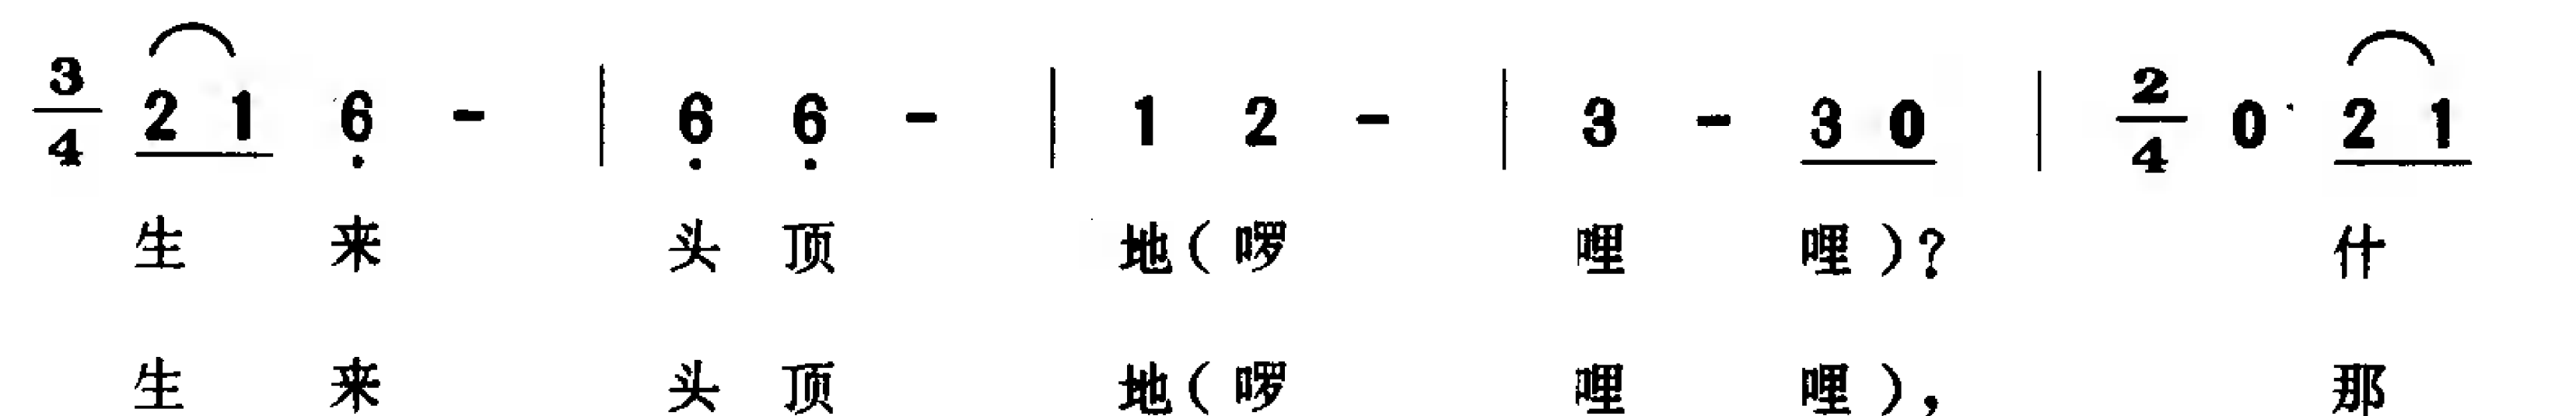 3/4 2 1 6 - | 6 6 - | 1 2 - | 3 - 3 0 | 2/4 0 2 1
生 来 头 顶 地(啰 哩 哩)? 什
生 来 头 顶 地(啰 哩 哩), 那